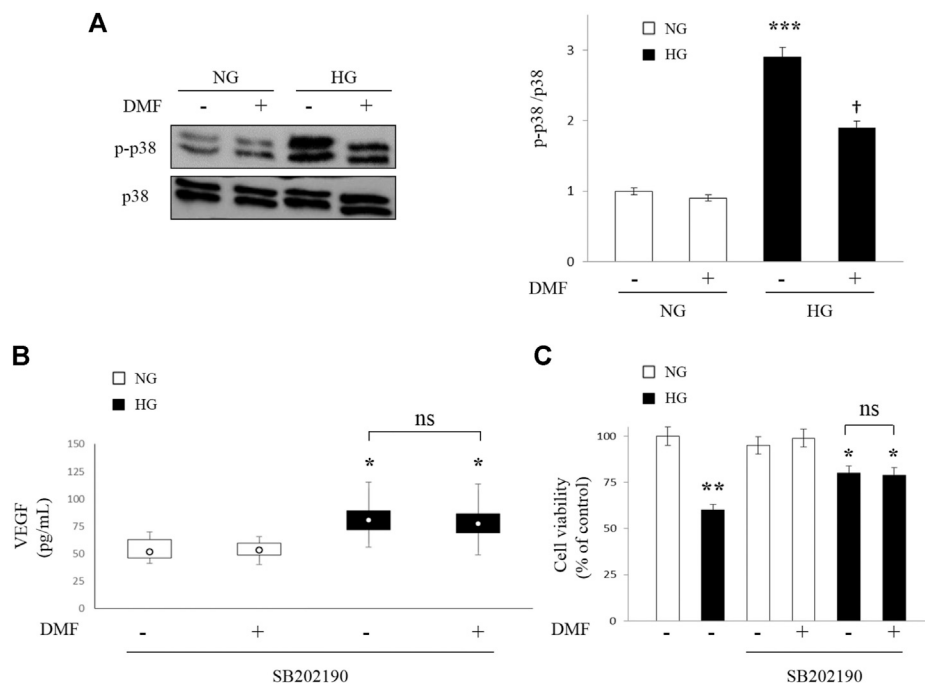 A
NG HG
DMF - + - +
p-p38
p38
NG
HG
p-p38 /p38
3
2
1
0
***
†
DMF - + - +
NG HG
B
NG
HG
ns
VEGF
(pg/mL)
150
125
100
75
50
25
0
* *
DMF - + - +
SB202190
C
NG
HG
ns
Cell viability
(% of control)
100
75
50
25
0
** * *
DMF - - - + - +
SB202190